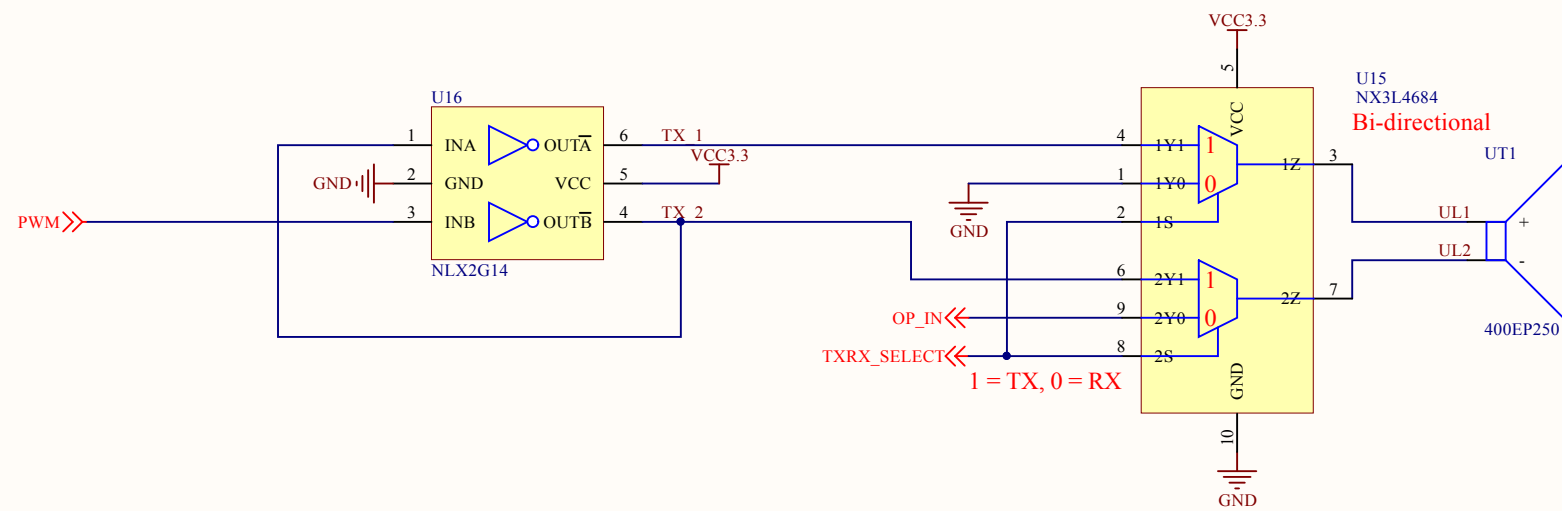 VCC3.3
U15
NX3L4684
Bi-directional
UT1
U16
1 INA OUTA 6 TX_1
VCC3.3
GND 2 GND VCC 5
PWM 3 INB OUTB 4 TX_2
NLX2G14
5
VCC
4 1Y1 1
1 1Y0 0
GND
2 1S
1Z 3
UL1 +
UL2 -
6 2Y1 1
OP_IN 9 2Y0 0
2Z 7
TXRX_SELECT 8 2S
1 = TX, 0 = RX
400EP250
GND
10
GND